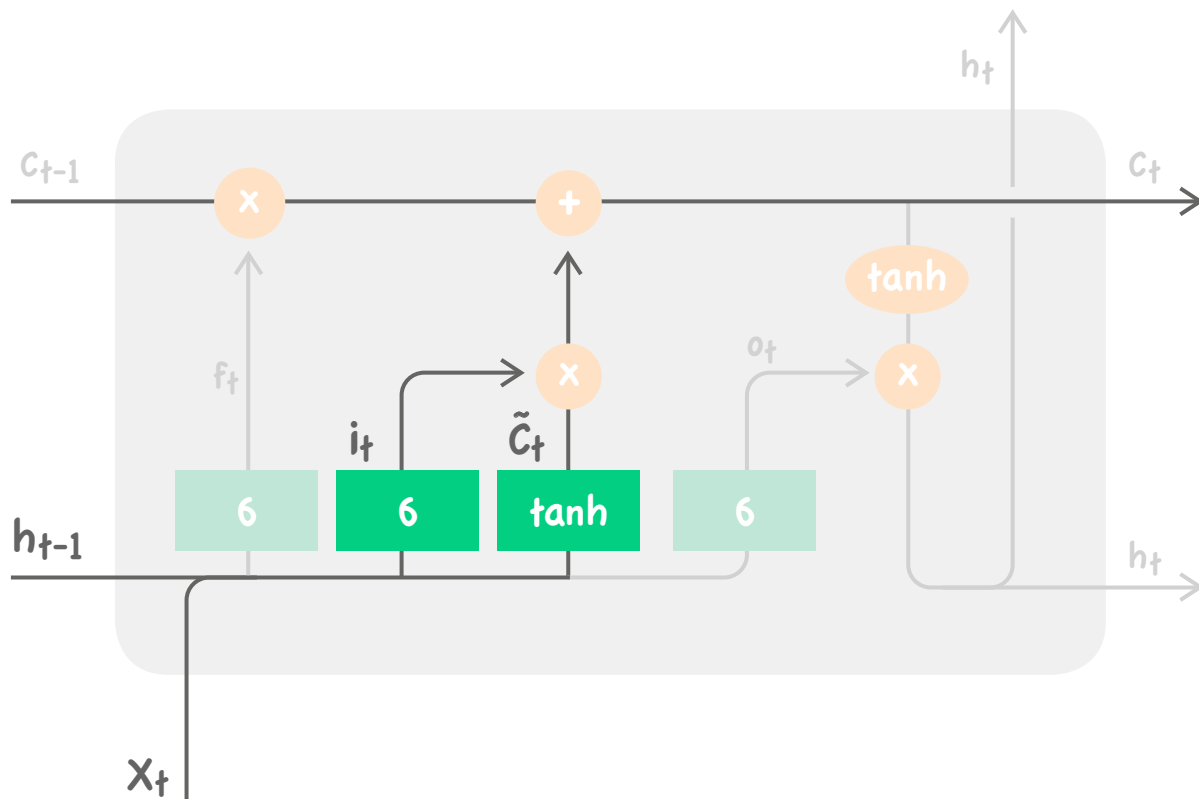 hₜ
Cₜ₋₁
Cₜ
x
+
tanh
oₜ
x
x
fₜ
iₜ
C̃ₜ
6
6
tanh
6
hₜ₋₁
hₜ
xₜ